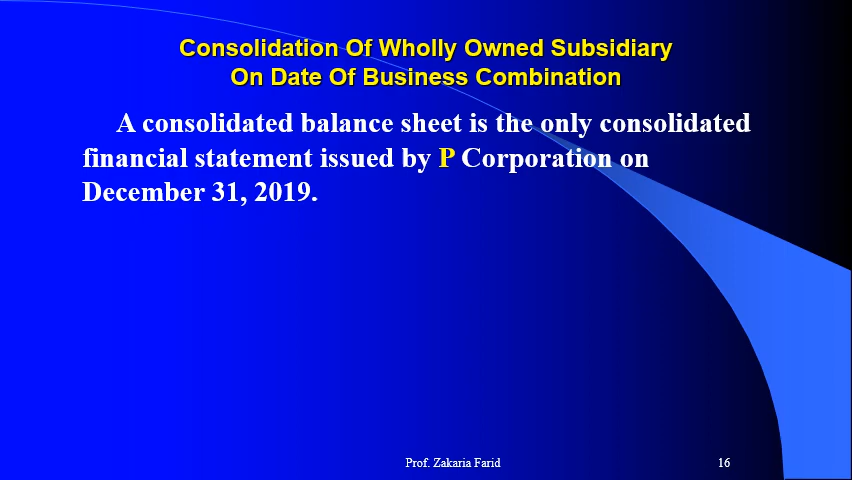 Consolidation Of Wholly Owned Subsidiary
On Date Of Business Combination
A consolidated balance sheet is the only consolidated
financial statement issued by P Corporation on
December 31, 2019.
Prof. Zakaria Farid
16